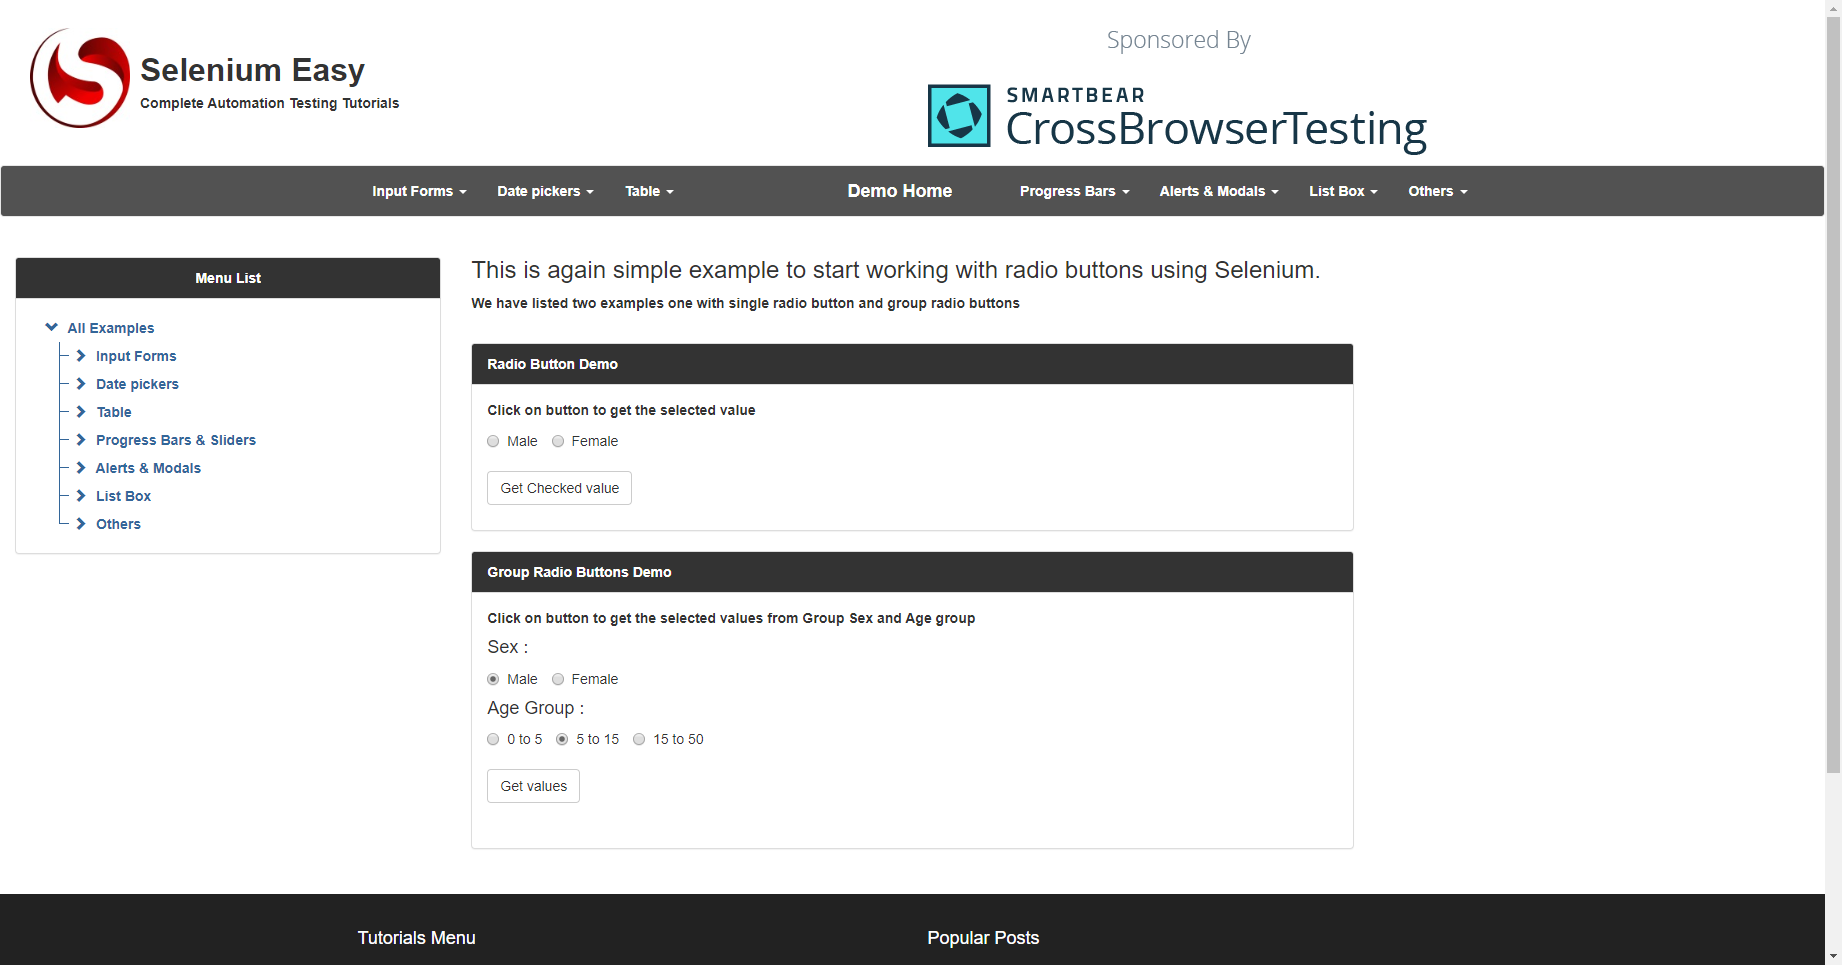 Selenium Easy
Complete Automation Testing Tutorials
Sponsored By
SMARTBEAR
CrossBrowserTesting
Input Forms Date pickers Table Demo Home Progress Bars Alerts & Modals List Box Others
Menu List
All Examples
Input Forms
Date pickers
Table
Progress Bars & Sliders
Alerts & Modals
List Box
Others
This is again simple example to start working with radio buttons using Selenium.
We have listed two examples one with single radio button and group radio buttons
Radio Button Demo
Click on button to get the selected value
Male Female
Get Checked value
Group Radio Buttons Demo
Click on button to get the selected values from Group Sex and Age group
Sex :
Male Female
Age Group :
0 to 5 5 to 15 15 to 50
Get values
Tutorials Menu Popular Posts